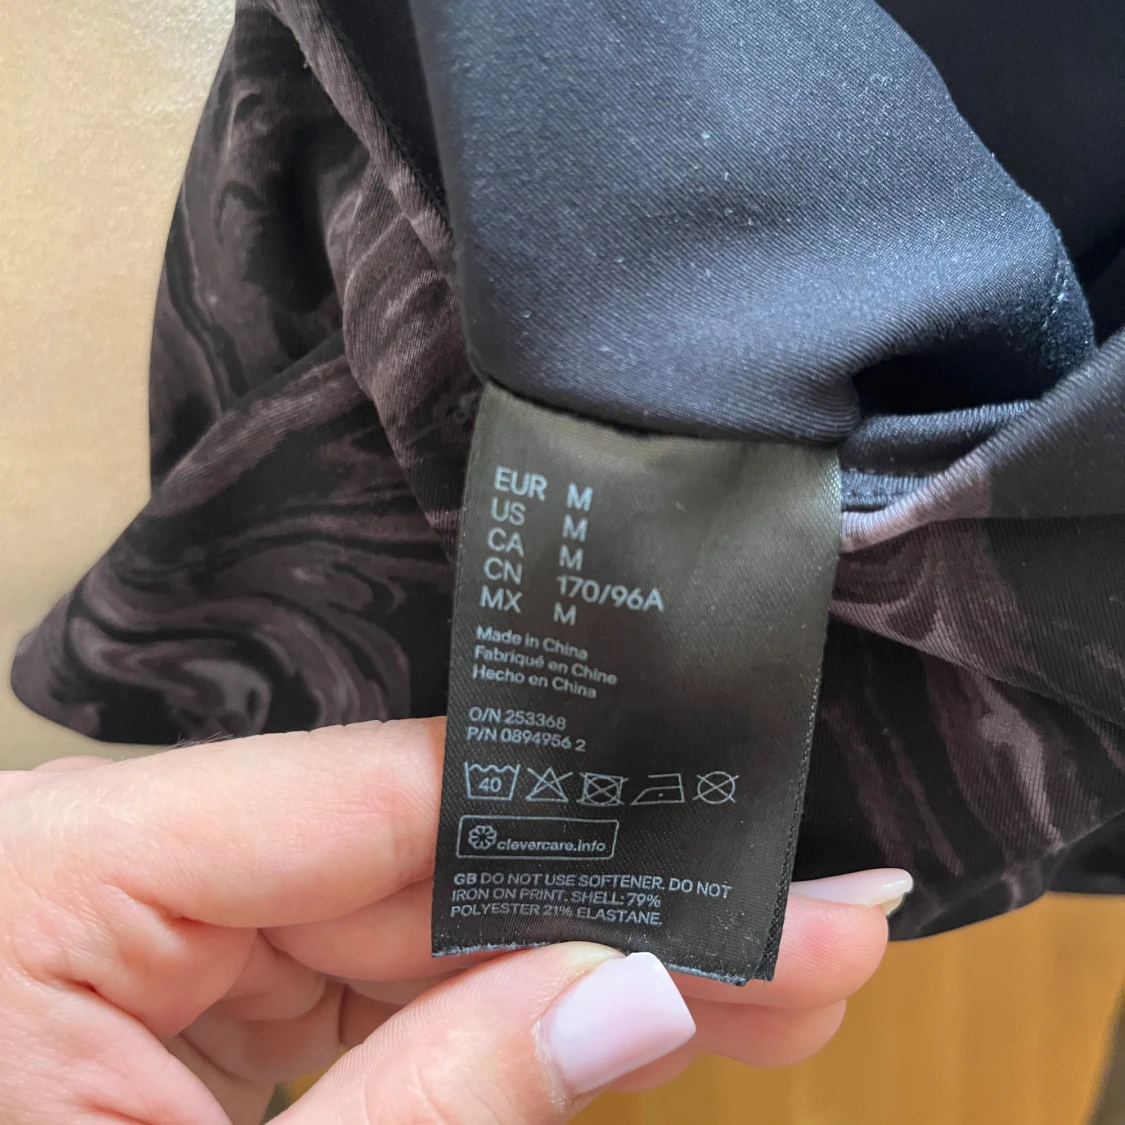 EUR M
US M
CA M
CN 170/96A
MX M
Made in China
Fabriqué en Chine
Hecho en China
O/N 253368
P/N 0894956 2
40
clevercare.info
GB DO NOT USE SOFTENER. DO NOT
IRON ON PRINT. SHELL: 79%
POLYESTER 21% ELASTANE.